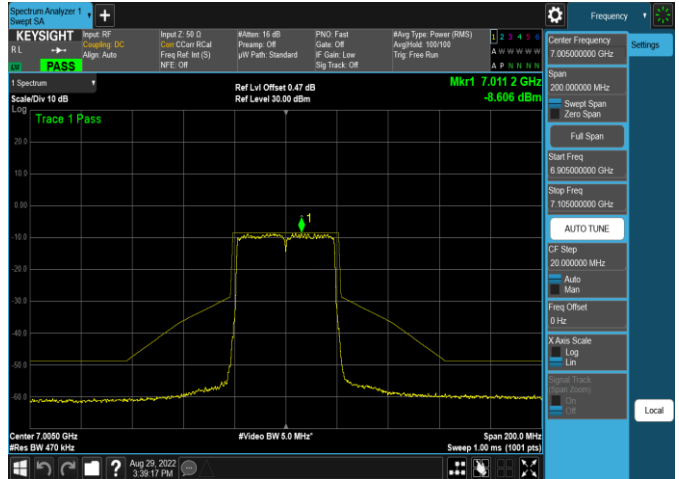 Spectrum Analyzer 1
Swept SA
Frequency
KEYSIGHT
R L
AM
PASS
Input: RF
Coupling: DC
Align: Auto
Input Z: 50 Ω
Corr CCorr RCal
Freq Ref: Int (S)
NFE: Off
#Atten: 16 dB
Preamp: Off
µW Path: Standard
PNO: Fast
Gate: Off
IF Gain: Low
Sig Track: Off
#Avg Type: Power (RMS)
Avg|Hold: 100/100
Trig: Free Run
1 2 3 4 5 6
A W W W W W
A P N N N N
1 Spectrum
Scale/Div 10 dB
Log
Ref Lvl Offset 0.47 dB
Ref Level 30.00 dBm
Mkr1 7.011 2 GHz
-8.606 dBm
Trace 1 Pass
20.0
10.0
0.00
-10.0
-20.0
-30.0
-40.0
-50.0
-60.0
1
Center 7.0050 GHz
#Res BW 470 kHz
#Video BW 5.0 MHz*
Span 200.0 MHz
Sweep 1.00 ms (1001 pts)
?
Aug 29, 2022
3:39:17 PM
Center Frequency
7.005000000 GHz
Settings
Span
200.000000 MHz
Swept Span
Zero Span
Full Span
Start Freq
6.905000000 GHz
Stop Freq
7.105000000 GHz
AUTO TUNE
CF Step
20.000000 MHz
Auto
Man
Freq Offset
0 Hz
X Axis Scale
Log
Lin
Signal Track
(Span Zoom)
On
Off
Local